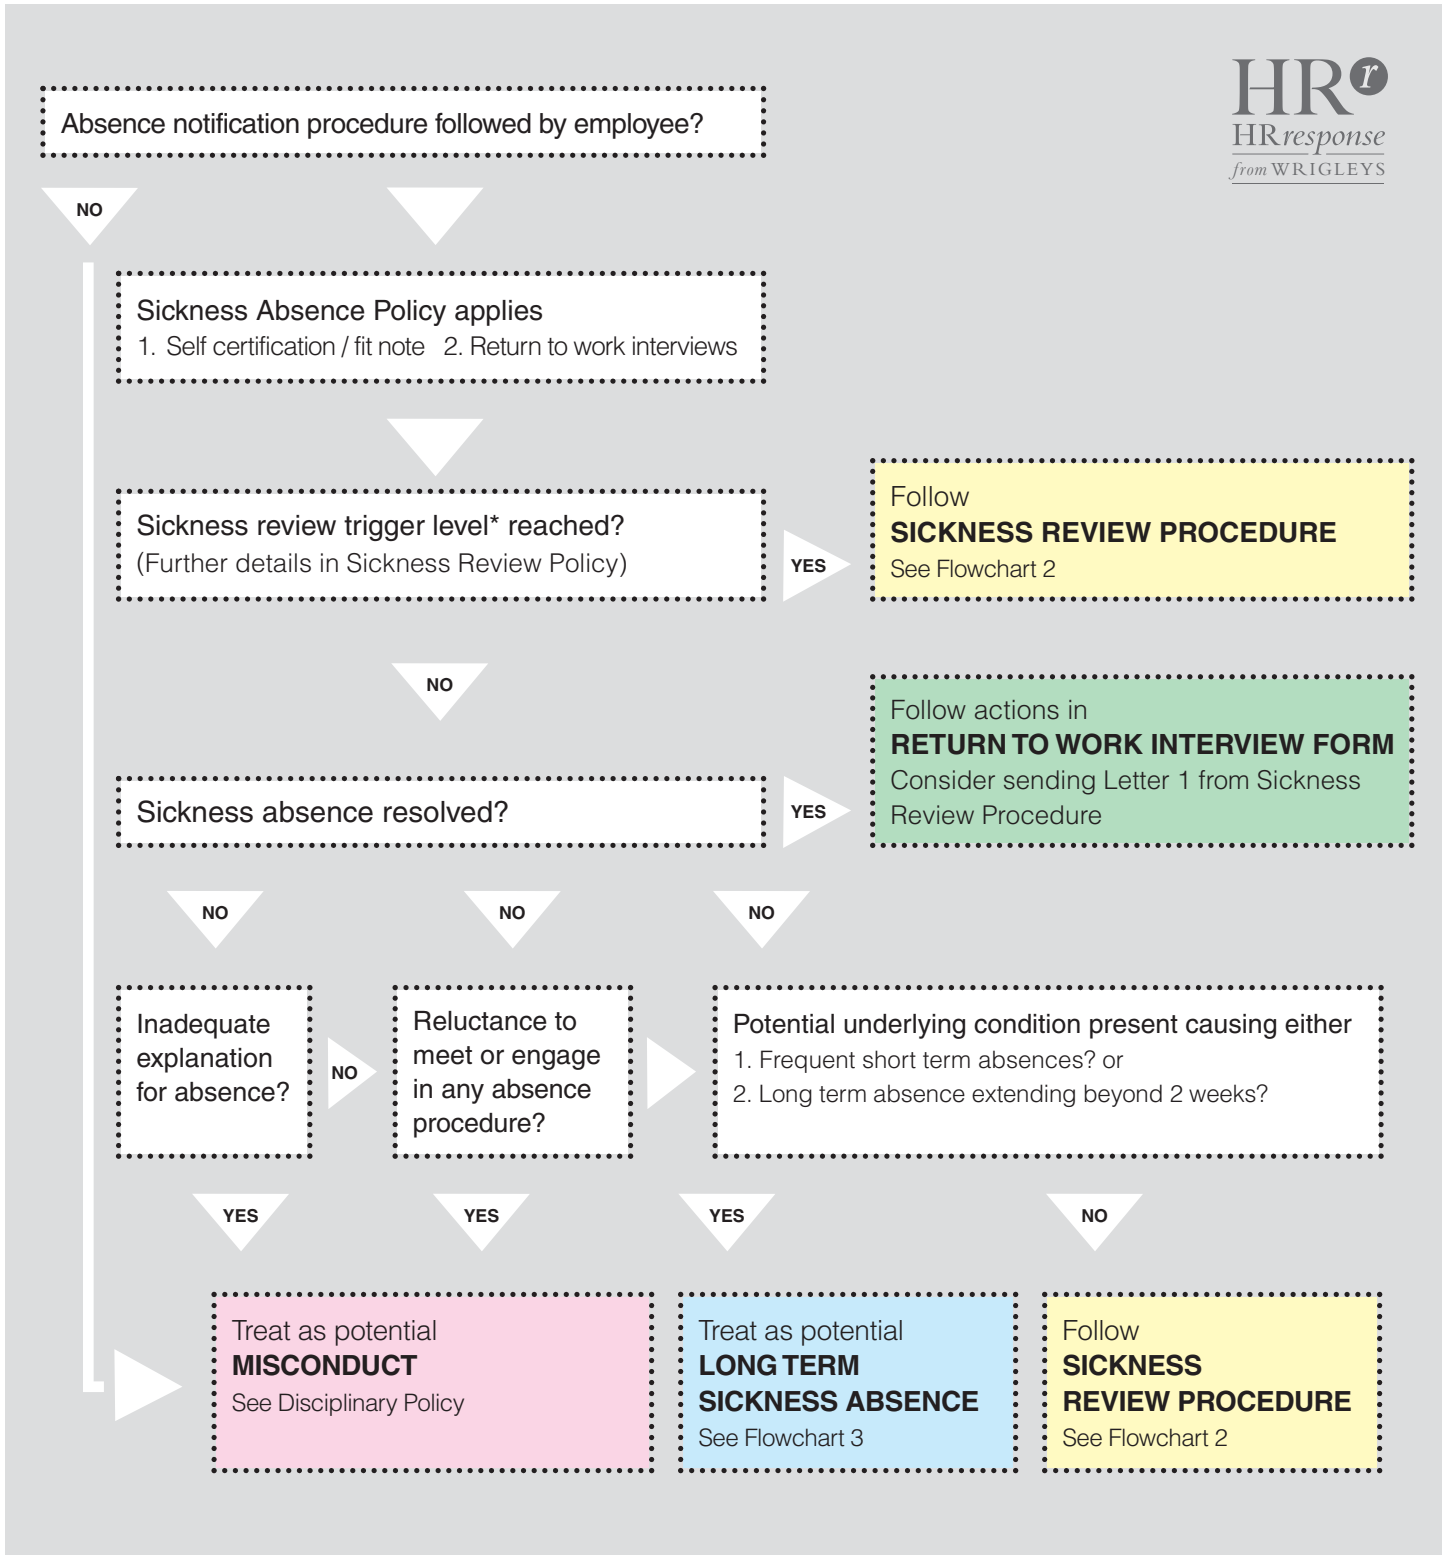 HRr
HRresponse
from WRIGLEYS
Absence notification procedure followed by employee?
NO
Sickness Absence Policy applies
1. Self certification / fit note 2. Return to work interviews
Sickness review trigger level* reached?
(Further details in Sickness Review Policy)
YES
Follow
SICKNESS REVIEW PROCEDURE
See Flowchart 2
NO
Sickness absence resolved?
YES
Follow actions in
RETURN TO WORK INTERVIEW FORM
Consider sending Letter 1 from Sickness
Review Procedure
NO
NO
NO
Inadequate
explanation
for absence?
NO
Reluctance to
meet or engage
in any absence
procedure?
Potential underlying condition present causing either
1. Frequent short term absences? or
2. Long term absence extending beyond 2 weeks?
YES
YES
YES
NO
Treat as potential
MISCONDUCT
See Disciplinary Policy
Treat as potential
LONG TERM
SICKNESS ABSENCE
See Flowchart 3
Follow
SICKNESS
REVIEW PROCEDURE
See Flowchart 2